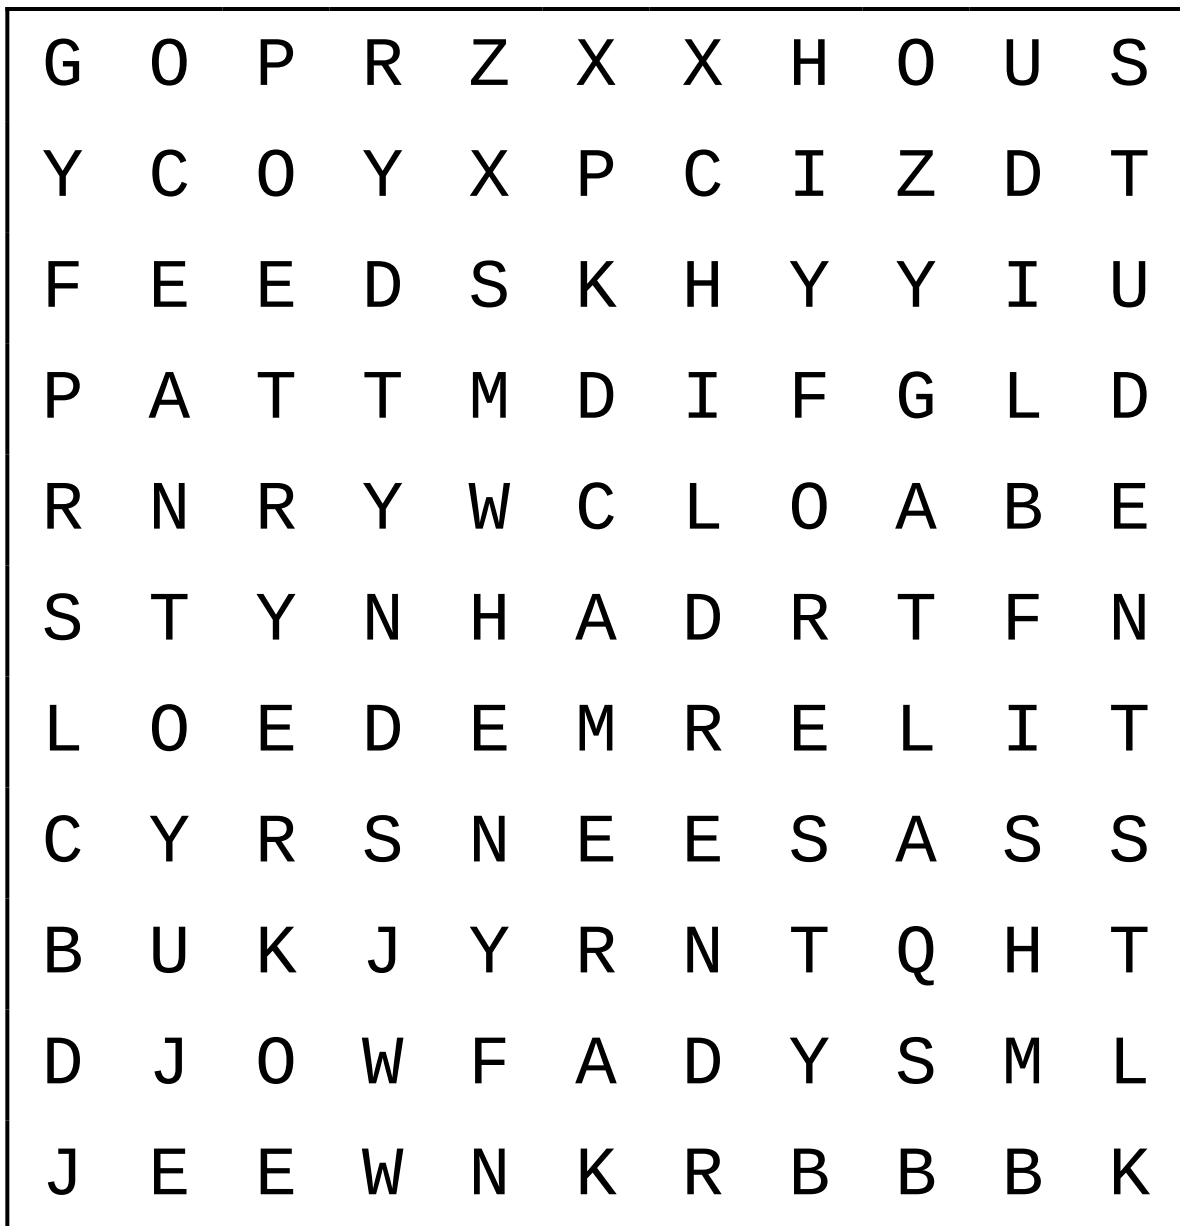 G O P R Z X X H O U S
Y C O Y X P C I Z D T
F E E D S K H Y Y I U
P A T T M D I F G L D
R N R Y W C L O A B E
S T Y N H A D R T F N
L O E D E M R E L I T
C Y R S N E E S A S S
B U K J Y R N T Q H T
D J O W F A D Y S M L
J E E W N K R B B B K